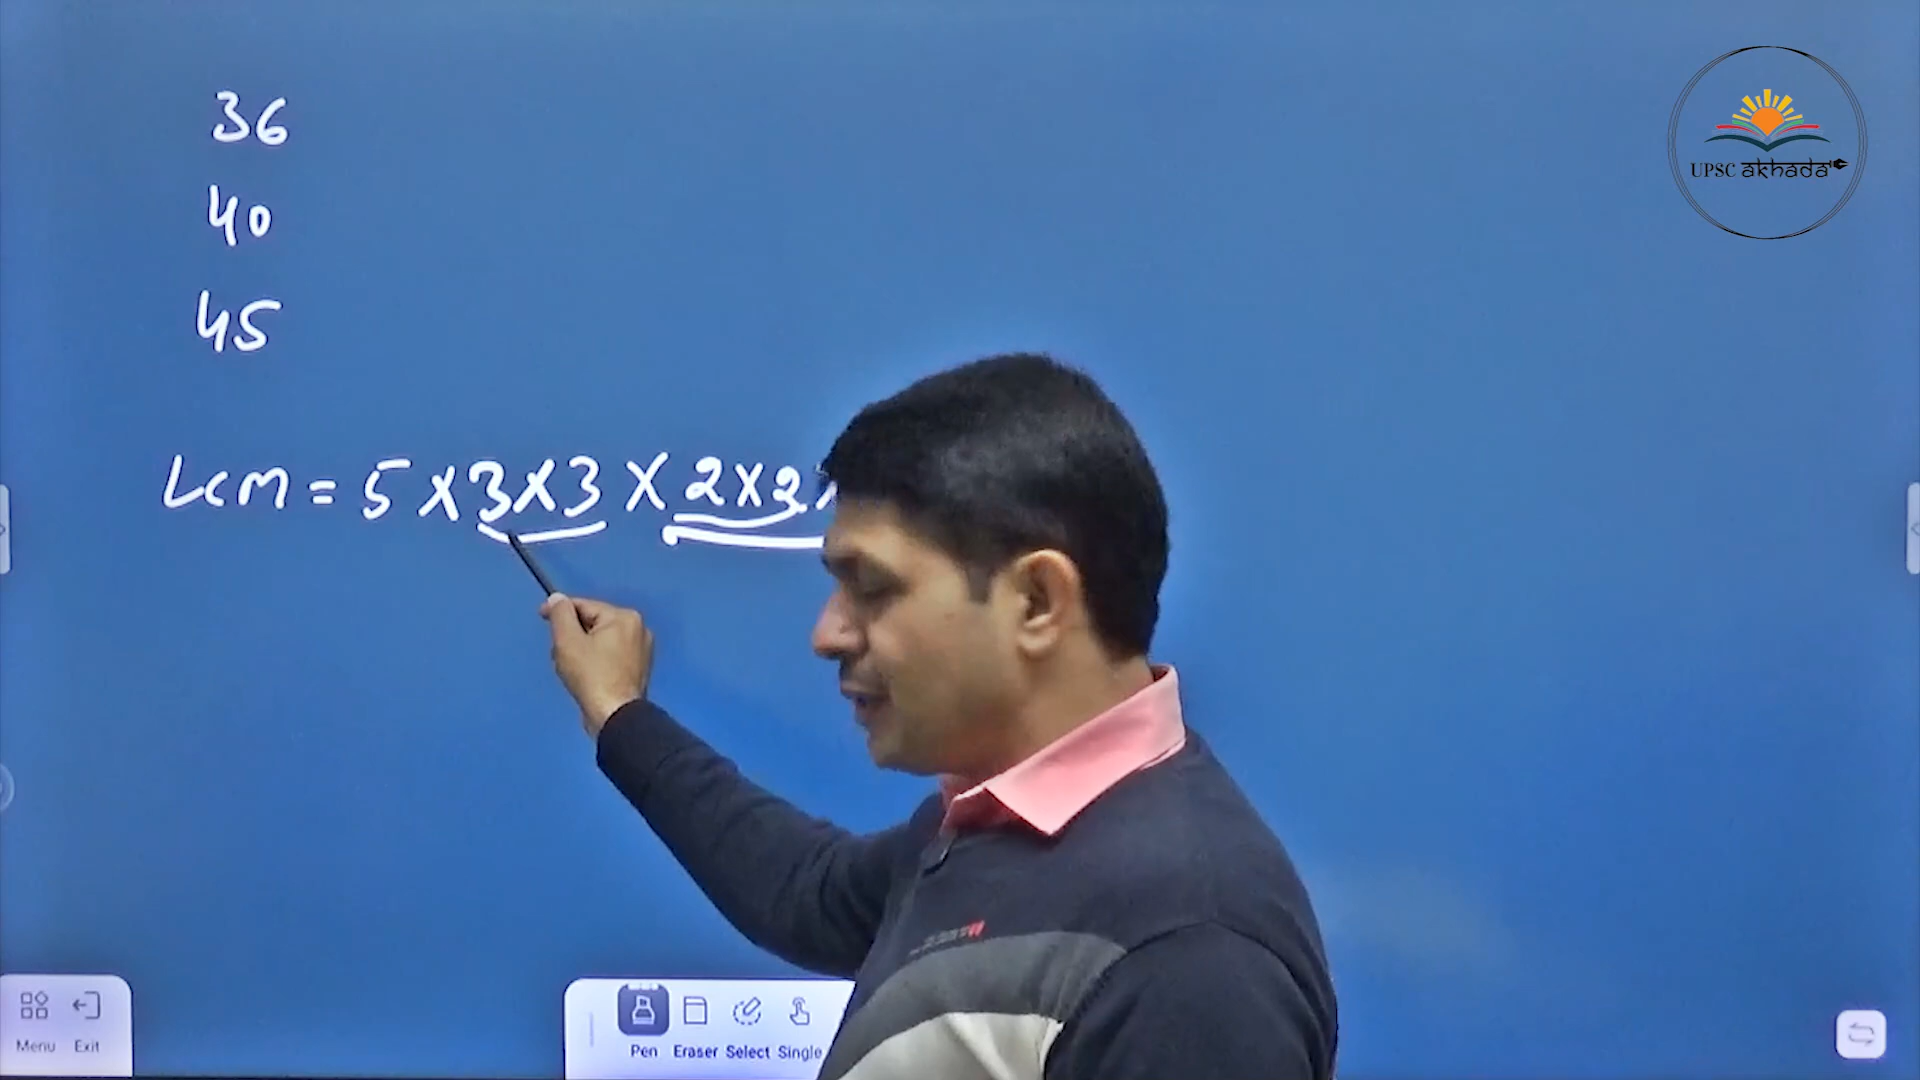 36
40
45
LCM = 5 × 3 × 3 × 2 × 2 ×
UPSC akhada
Menu Exit
Pen Eraser Select Single